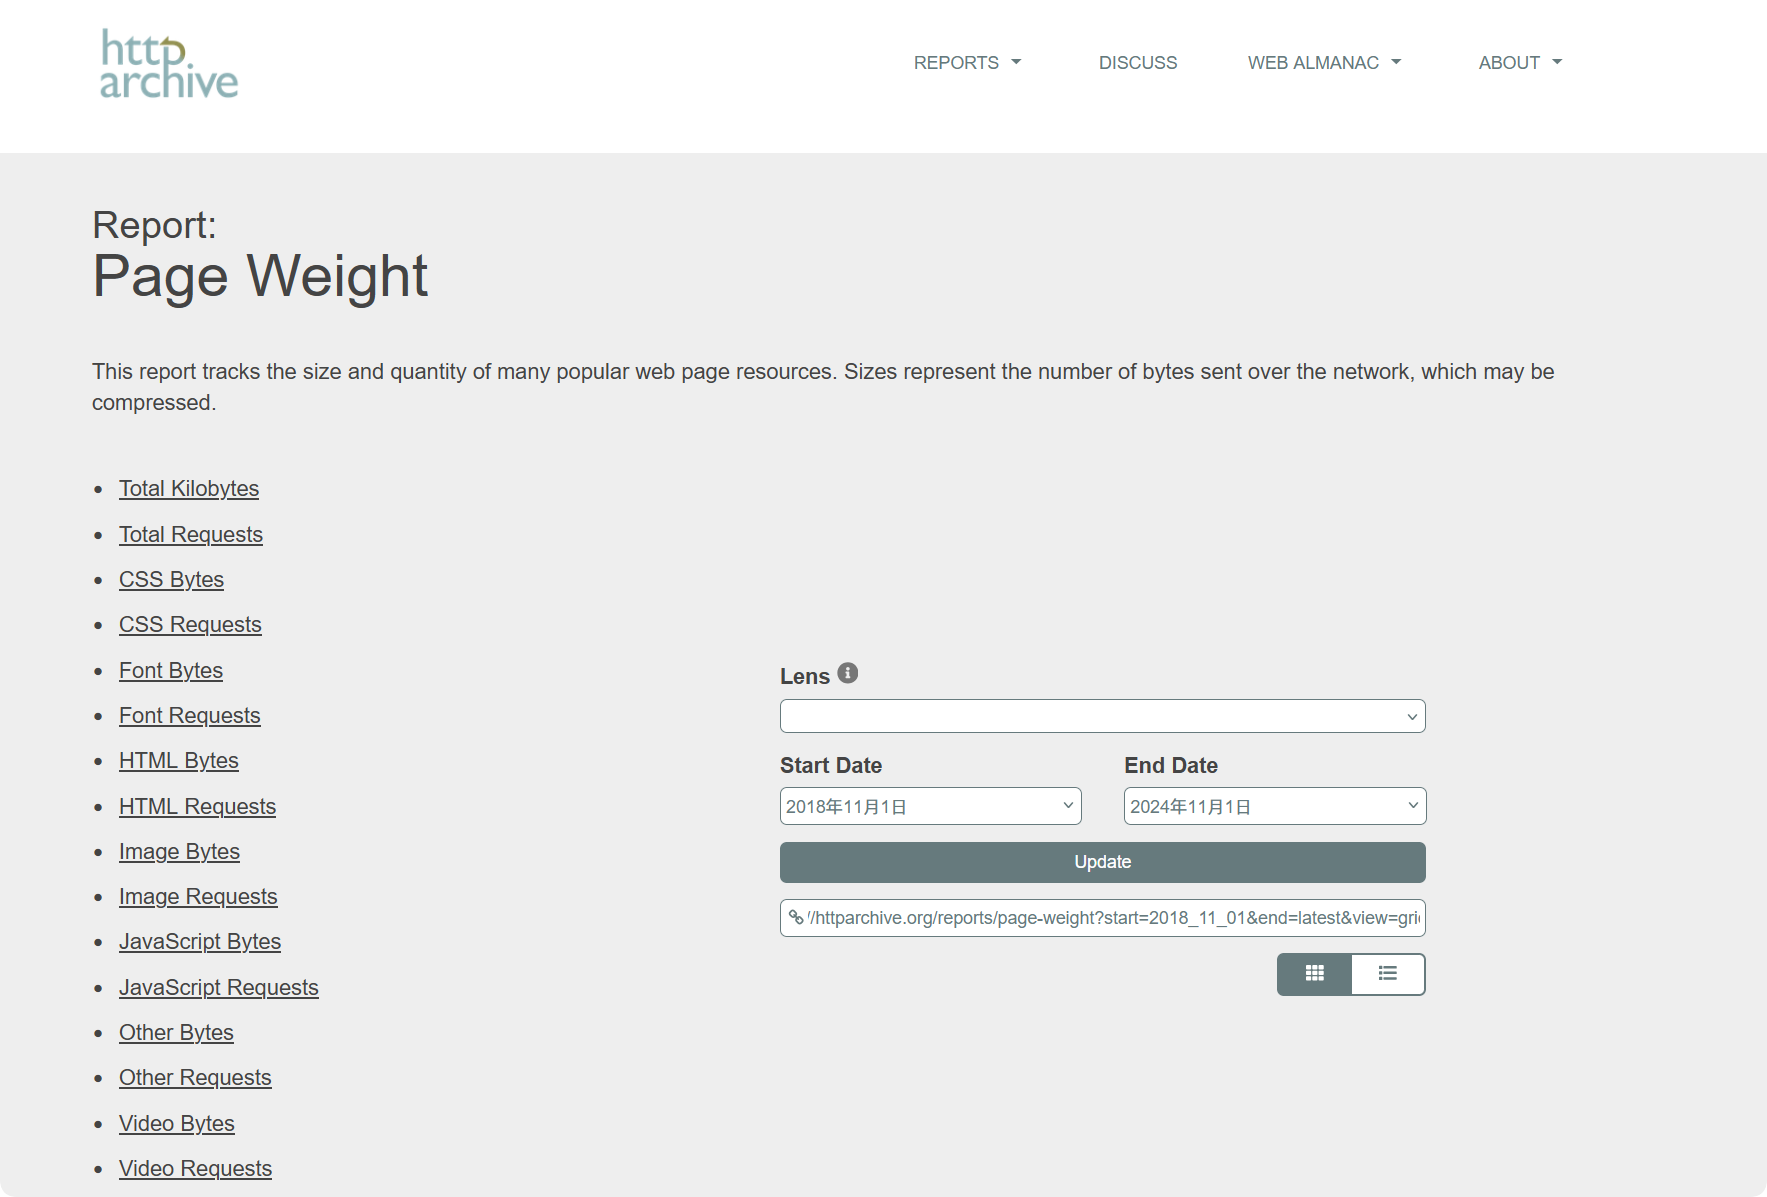 http
archive
REPORTS
DISCUSS
WEB ALMANAC
ABOUT
Report:
Page Weight
This report tracks the size and quantity of many popular web page resources. Sizes represent the number of bytes sent over the network, which may be
compressed.
Total Kilobytes
Total Requests
CSS Bytes
CSS Requests
Font Bytes
Font Requests
HTML Bytes
HTML Requests
Image Bytes
Image Requests
JavaScript Bytes
JavaScript Requests
Other Bytes
Other Requests
Video Bytes
Video Requests
Lens
Start Date
End Date
2018年11月1日
2024年11月1日
Update
//httparchive.org/reports/page-weight?start=2018_11_01&end=latest&view=gri